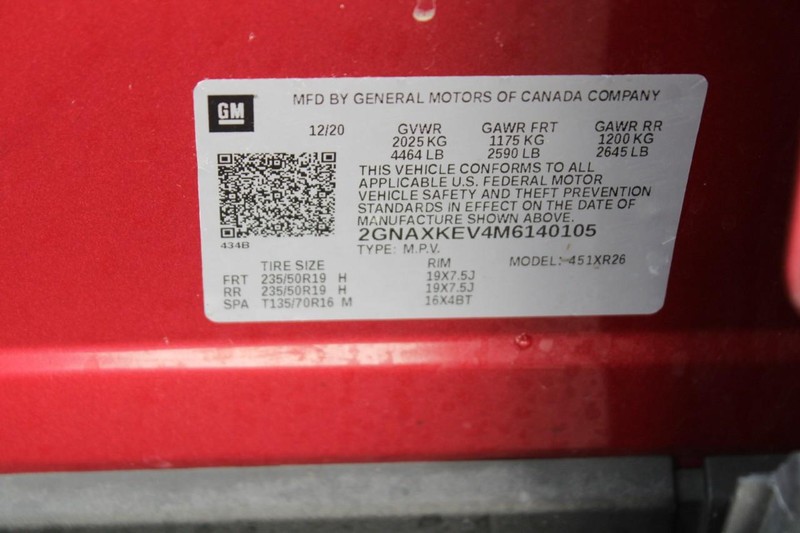 GM
MFD BY GENERAL MOTORS OF CANADA COMPANY
12/20 GVWR GAWR FRT GAWR RR
2025 KG 1175 KG 1200 KG
4464 LB 2590 LB 2645 LB
THIS VEHICLE CONFORMS TO ALL
APPLICABLE U.S. FEDERAL MOTOR
VEHICLE SAFETY AND THEFT PREVENTION
STANDARDS IN EFFECT ON THE DATE OF
MANUFACTURE SHOWN ABOVE.
2GNAXKEV4M6140105
434B
TYPE: M.P.V.
TIRE SIZE RIM MODEL: 451XR26
FRT 235/50R19 H 19X7.5J
RR 235/50R19 H 19X7.5J
SPA T135/70R16 M 16X4BT